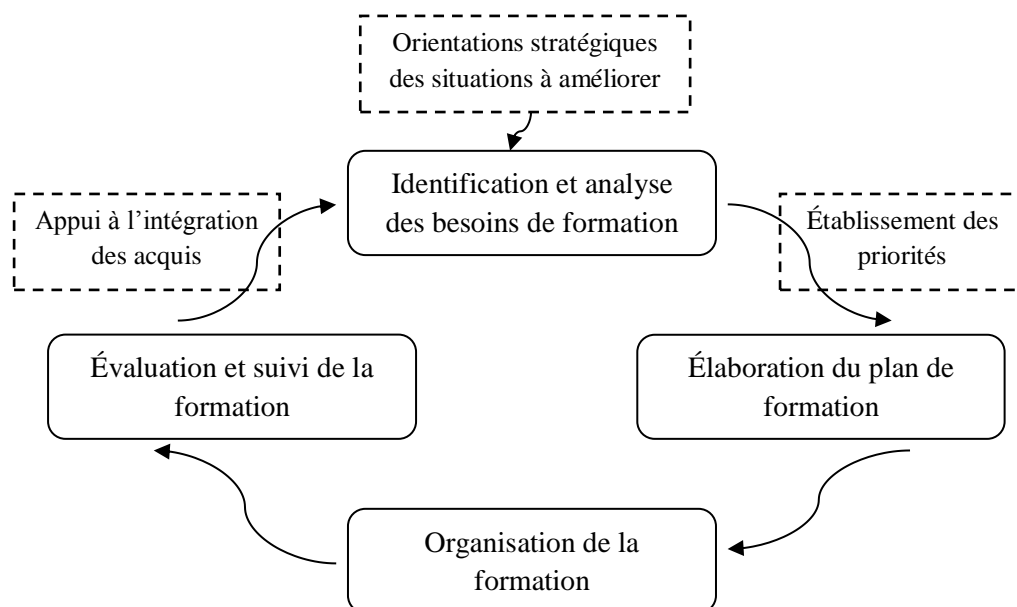 Orientations stratégiques
des situations à améliorer
Identification et analyse
des besoins de formation
Appui à l’intégration
des acquis
Établissement des
priorités
Évaluation et suivi de la
formation
Élaboration du plan de
formation
Organisation de la
formation